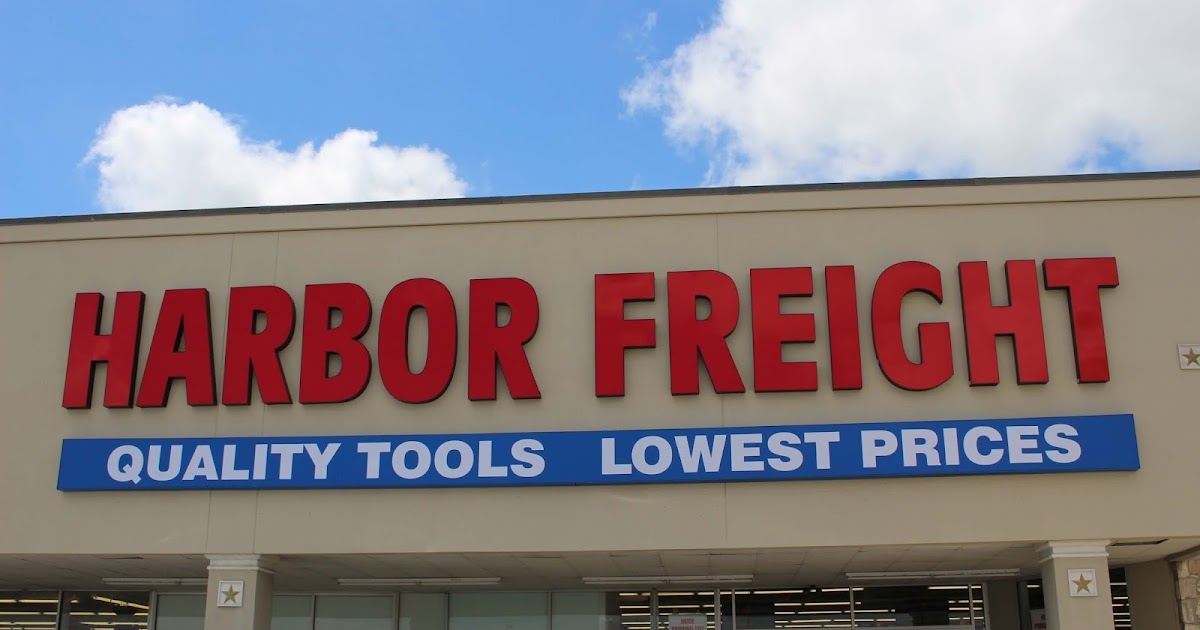 HARBOR FREIGHT
QUALITY TOOLS LOWEST PRICES